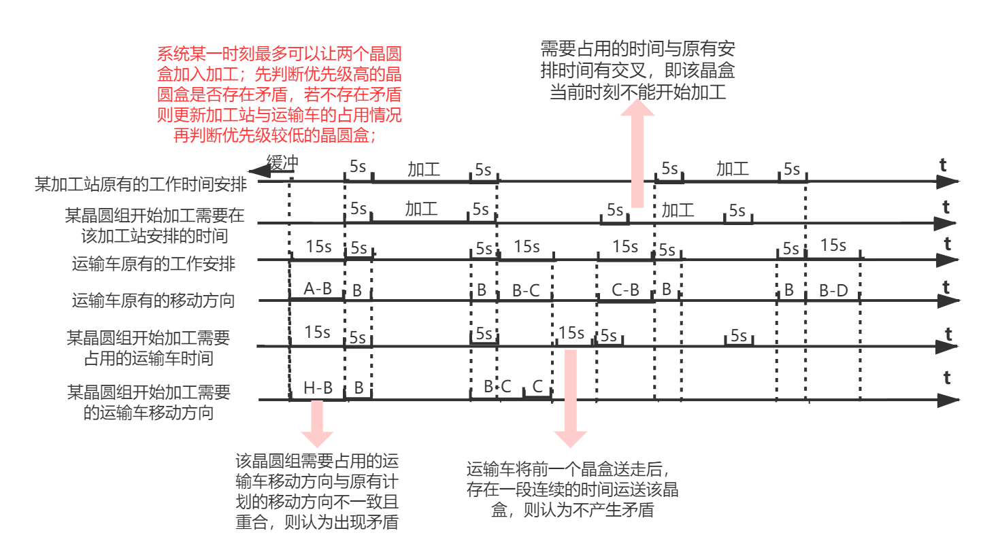 系统某一时刻最多可以让两个晶圆
盒加入加工；先判断优先级高的晶
圆盒是否存在矛盾，若不存在矛盾
则更新加工站与运输车的占用情况
再判断优先级较低的晶圆盒；
需要占用的时间与原有安
排时间有交叉，即该晶盒
当前时刻不能开始加工
缓冲
某加工站原有的工作时间安排
5s 加工 5s 5s 加工 5s t
某晶圆组开始加工需要在
该加工站安排的时间
5s 加工 5s 5s 加工 5s t
运输车原有的工作安排
15s 5s 5s 15s 15s 5s 5s 15s t
运输车原有的移动方向
A-B B B B-C C-B B B B-D t
某晶圆组开始加工需要
占用的运输车时间
15s 5s 5s 15s 5s 5s t
某晶圆组开始加工需要
的运输车移动方向
H-B B B-C C t
该晶圆组需要占用的运
输车移动方向与原有计
划的移动方向不一致且
重合，则认为出现矛盾
运输车将前一个晶盒送走后，
存在一段连续的时间运送该晶
盒，则认为不产生矛盾